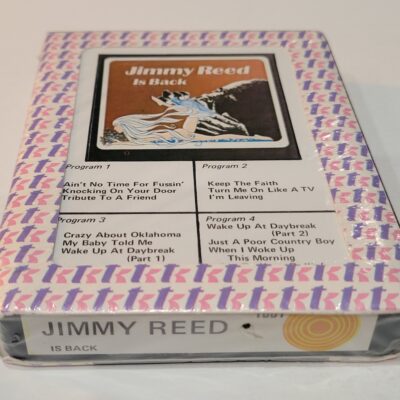 Jimmy Reed
Is Back
Program 1
Ain't No Time For Fussin'
Knocking On Your Door
Tribute To A Friend
Program 2
Keep The Faith
Turn Me On Like A TV
I'm Leaving
Program 3
Crazy About Oklahoma
My Baby Told Me
Wake Up At Daybreak
(Part 1)
Program 4
Wake Up At Daybreak
(Part 2)
Just A Poor Country Boy
When I Woke Up
This Morning
JIMMY REED
IS BACK